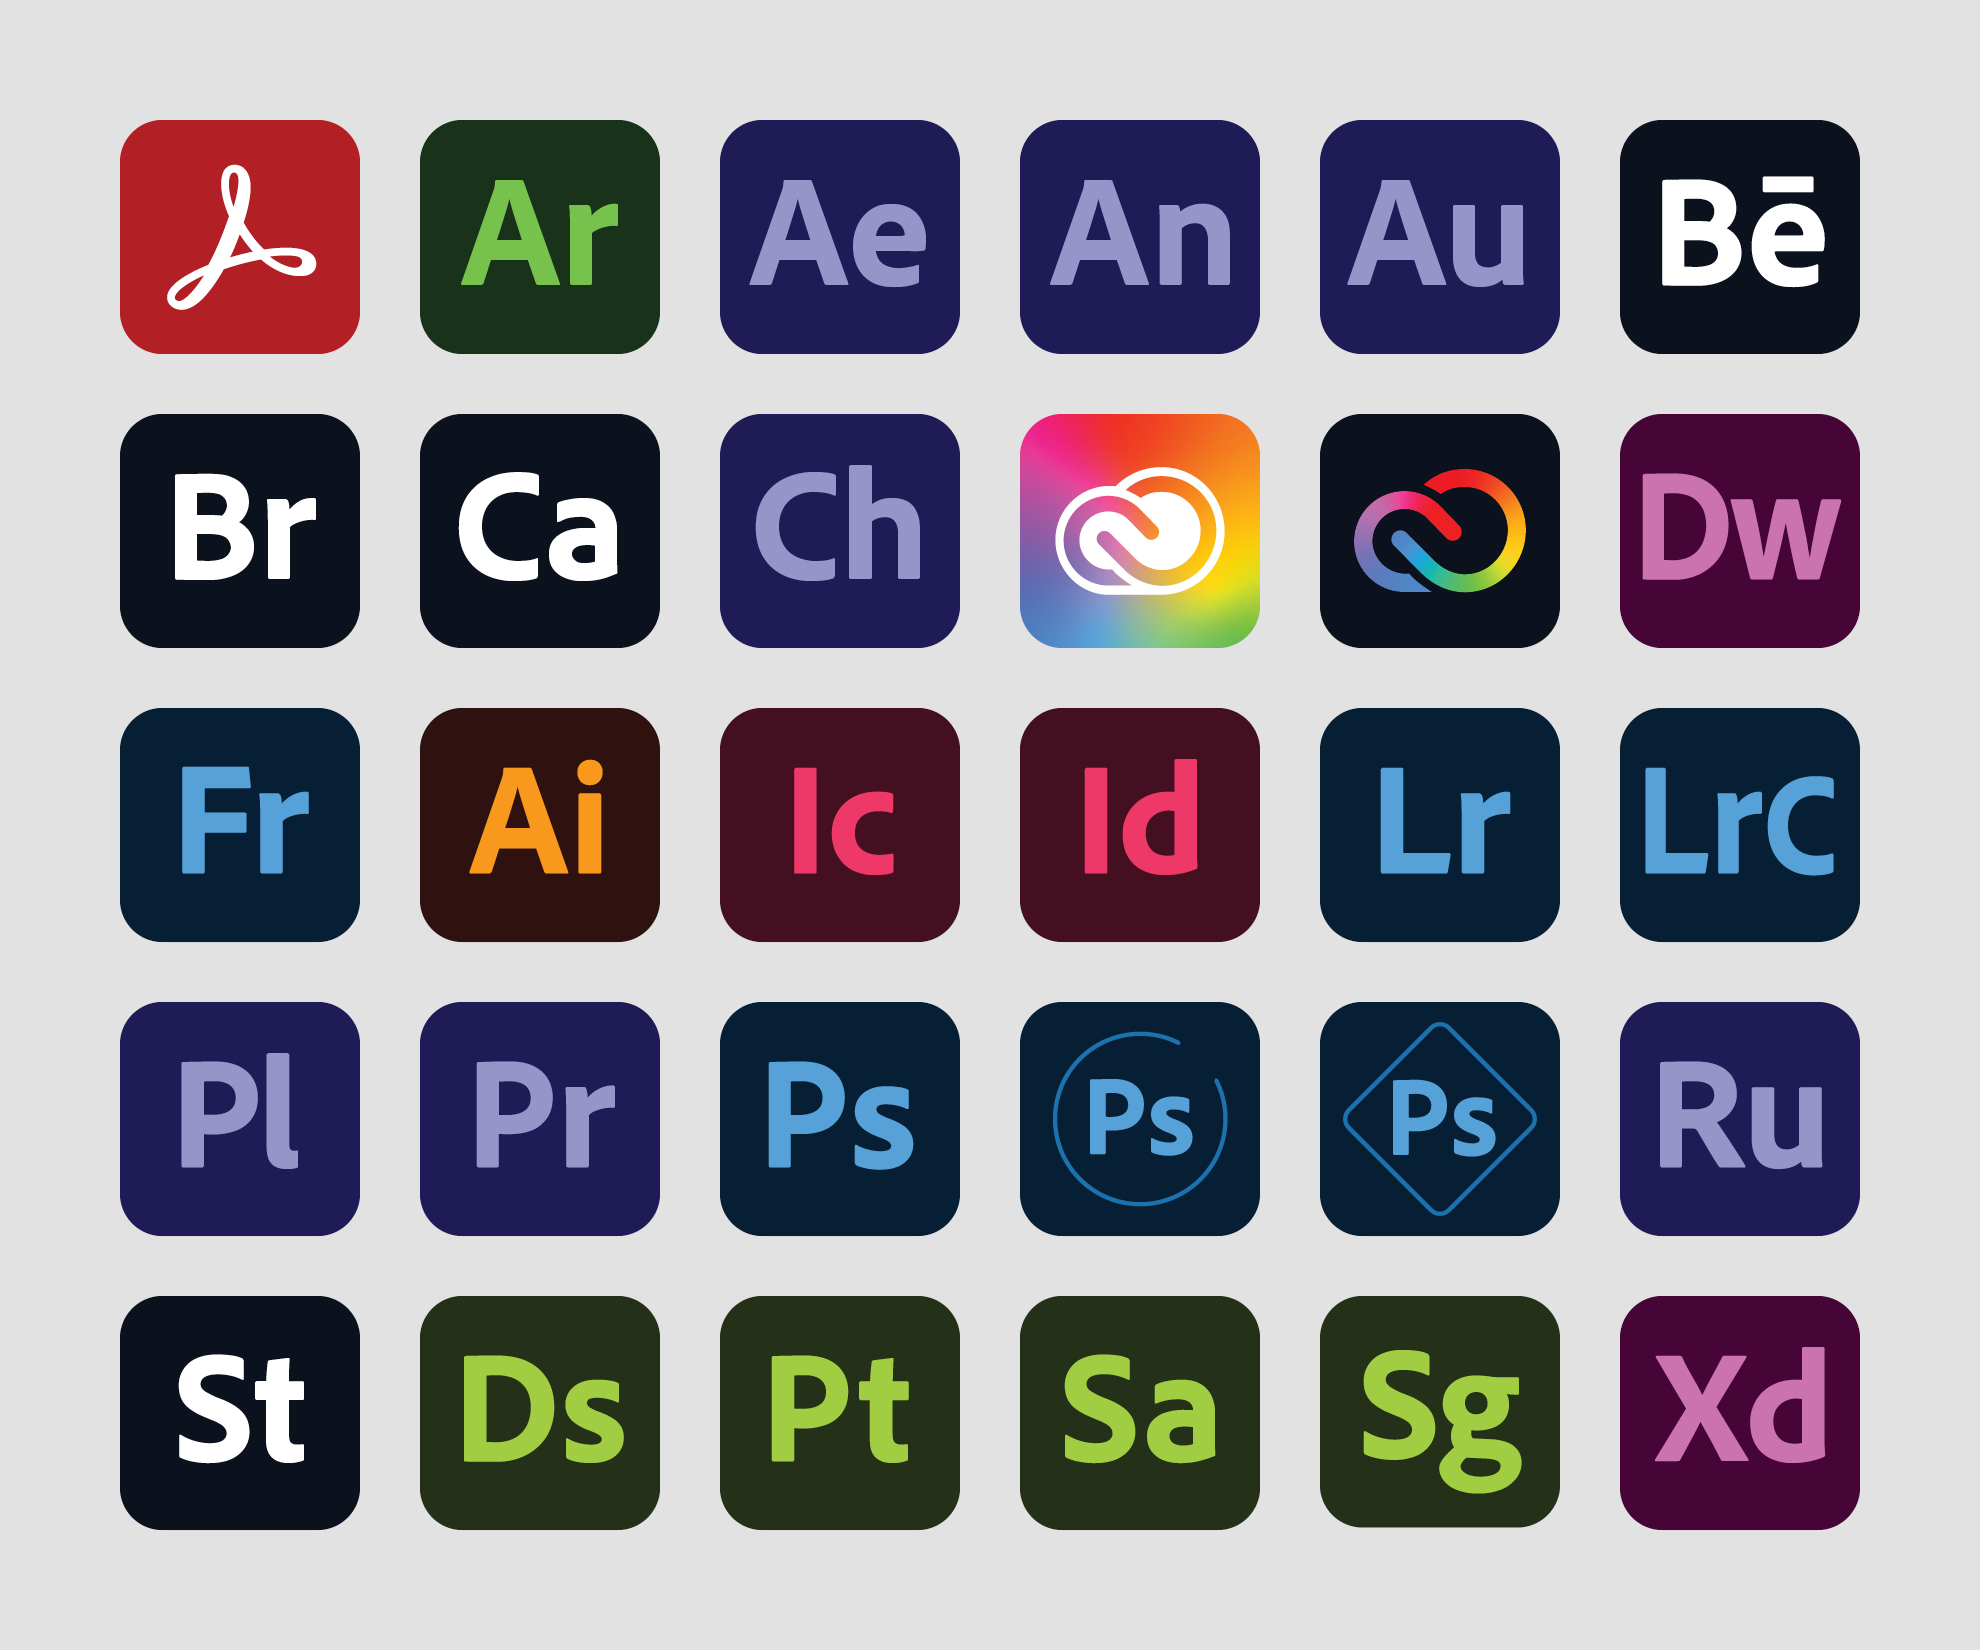 Ar Ae An Au Bē
Br Ca Ch Dw
Fr Ai Ic Id Lr LrC
Pl Pr Ps Ps Ps Ru
St Ds Pt Sa Sg Xd